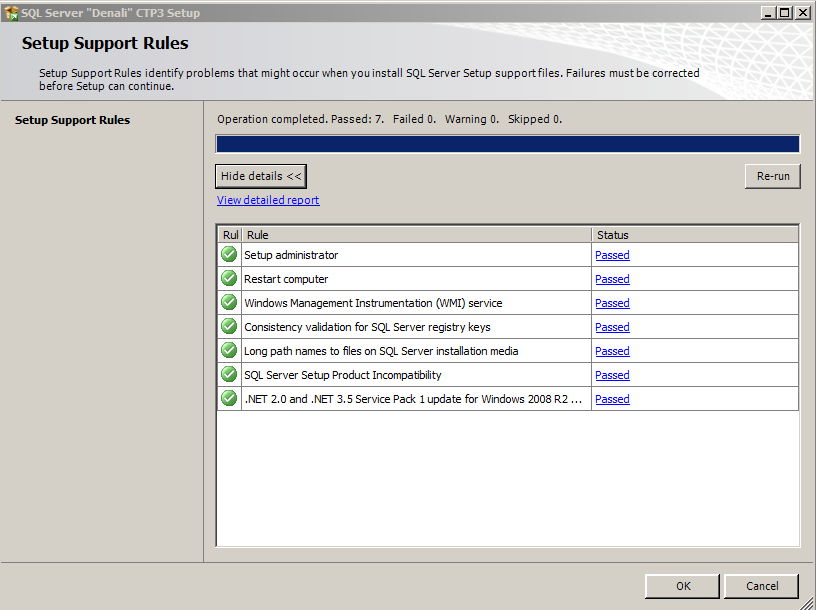 SQL Server "Denali" CTP3 Setup
Setup Support Rules
Setup Support Rules identify problems that might occur when you install SQL Server Setup support files. Failures must be corrected
before Setup can continue.
Setup Support Rules
Operation completed. Passed: 7. Failed 0. Warning 0. Skipped 0.
Hide details <<
Re-run
View detailed report
Rul Rule Status
Setup administrator Passed
Restart computer Passed
Windows Management Instrumentation (WMI) service Passed
Consistency validation for SQL Server registry keys Passed
Long path names to files on SQL Server installation media Passed
SQL Server Setup Product Incompatibility Passed
.NET 2.0 and .NET 3.5 Service Pack 1 update for Windows 2008 R2 ... Passed
OK Cancel